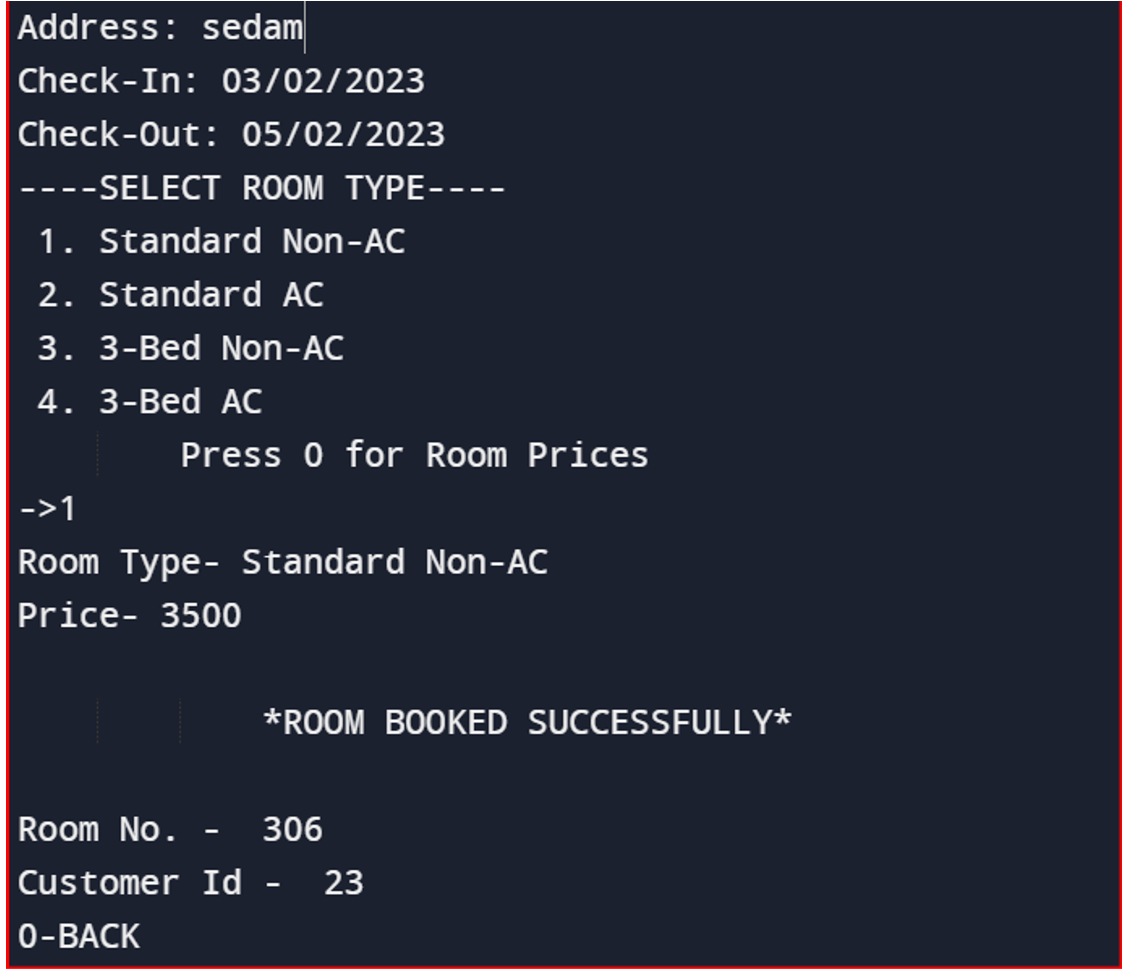 Address: sedam
Check-In: 03/02/2023
Check-Out: 05/02/2023
----SELECT ROOM TYPE----
1. Standard Non-AC
2. Standard AC
3. 3-Bed Non-AC
4. 3-Bed AC
Press 0 for Room Prices
->1
Room Type- Standard Non-AC
Price- 3500
*ROOM BOOKED SUCCESSFULLY*
Room No. -  306
Customer Id -  23
0-BACK